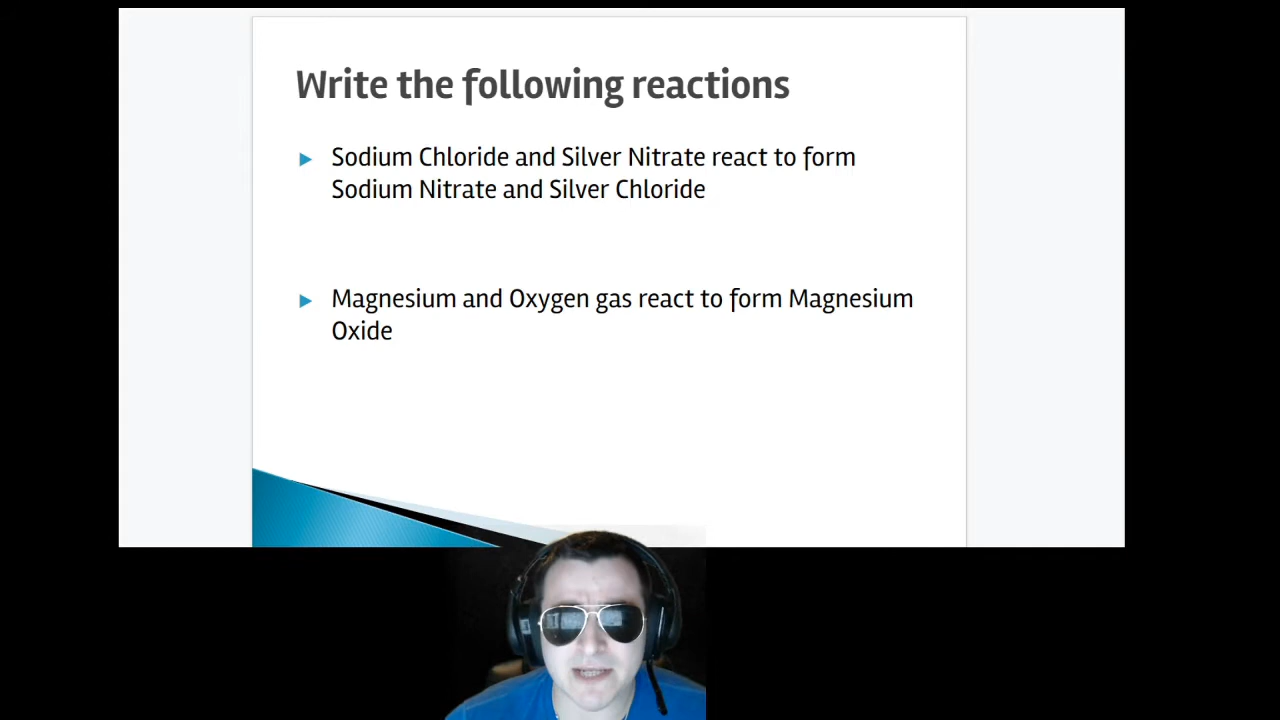 Write the following reactions
Sodium Chloride and Silver Nitrate react to form
Sodium Nitrate and Silver Chloride
Magnesium and Oxygen gas react to form Magnesium
Oxide